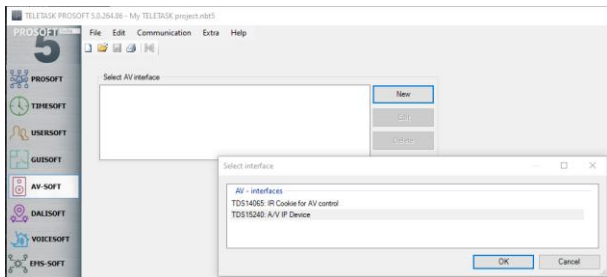 TELETASK PROSOFT 5.0.264.86 - My TELETASK project.nbt5
PROSOFT
5
File Edit Communication Extra Help
PROSOFT
TIMESOFT
USERSOFT
GUISOFT
AV-SOFT
DALISOFT
VOICESOFT
EMS-SOFT
Select AV interface
New
Edit
Delete
Select interface
AV - interfaces
TDS14065: IR Cookie for AV control
TDS15240: A/V IP Device
OK Cancel